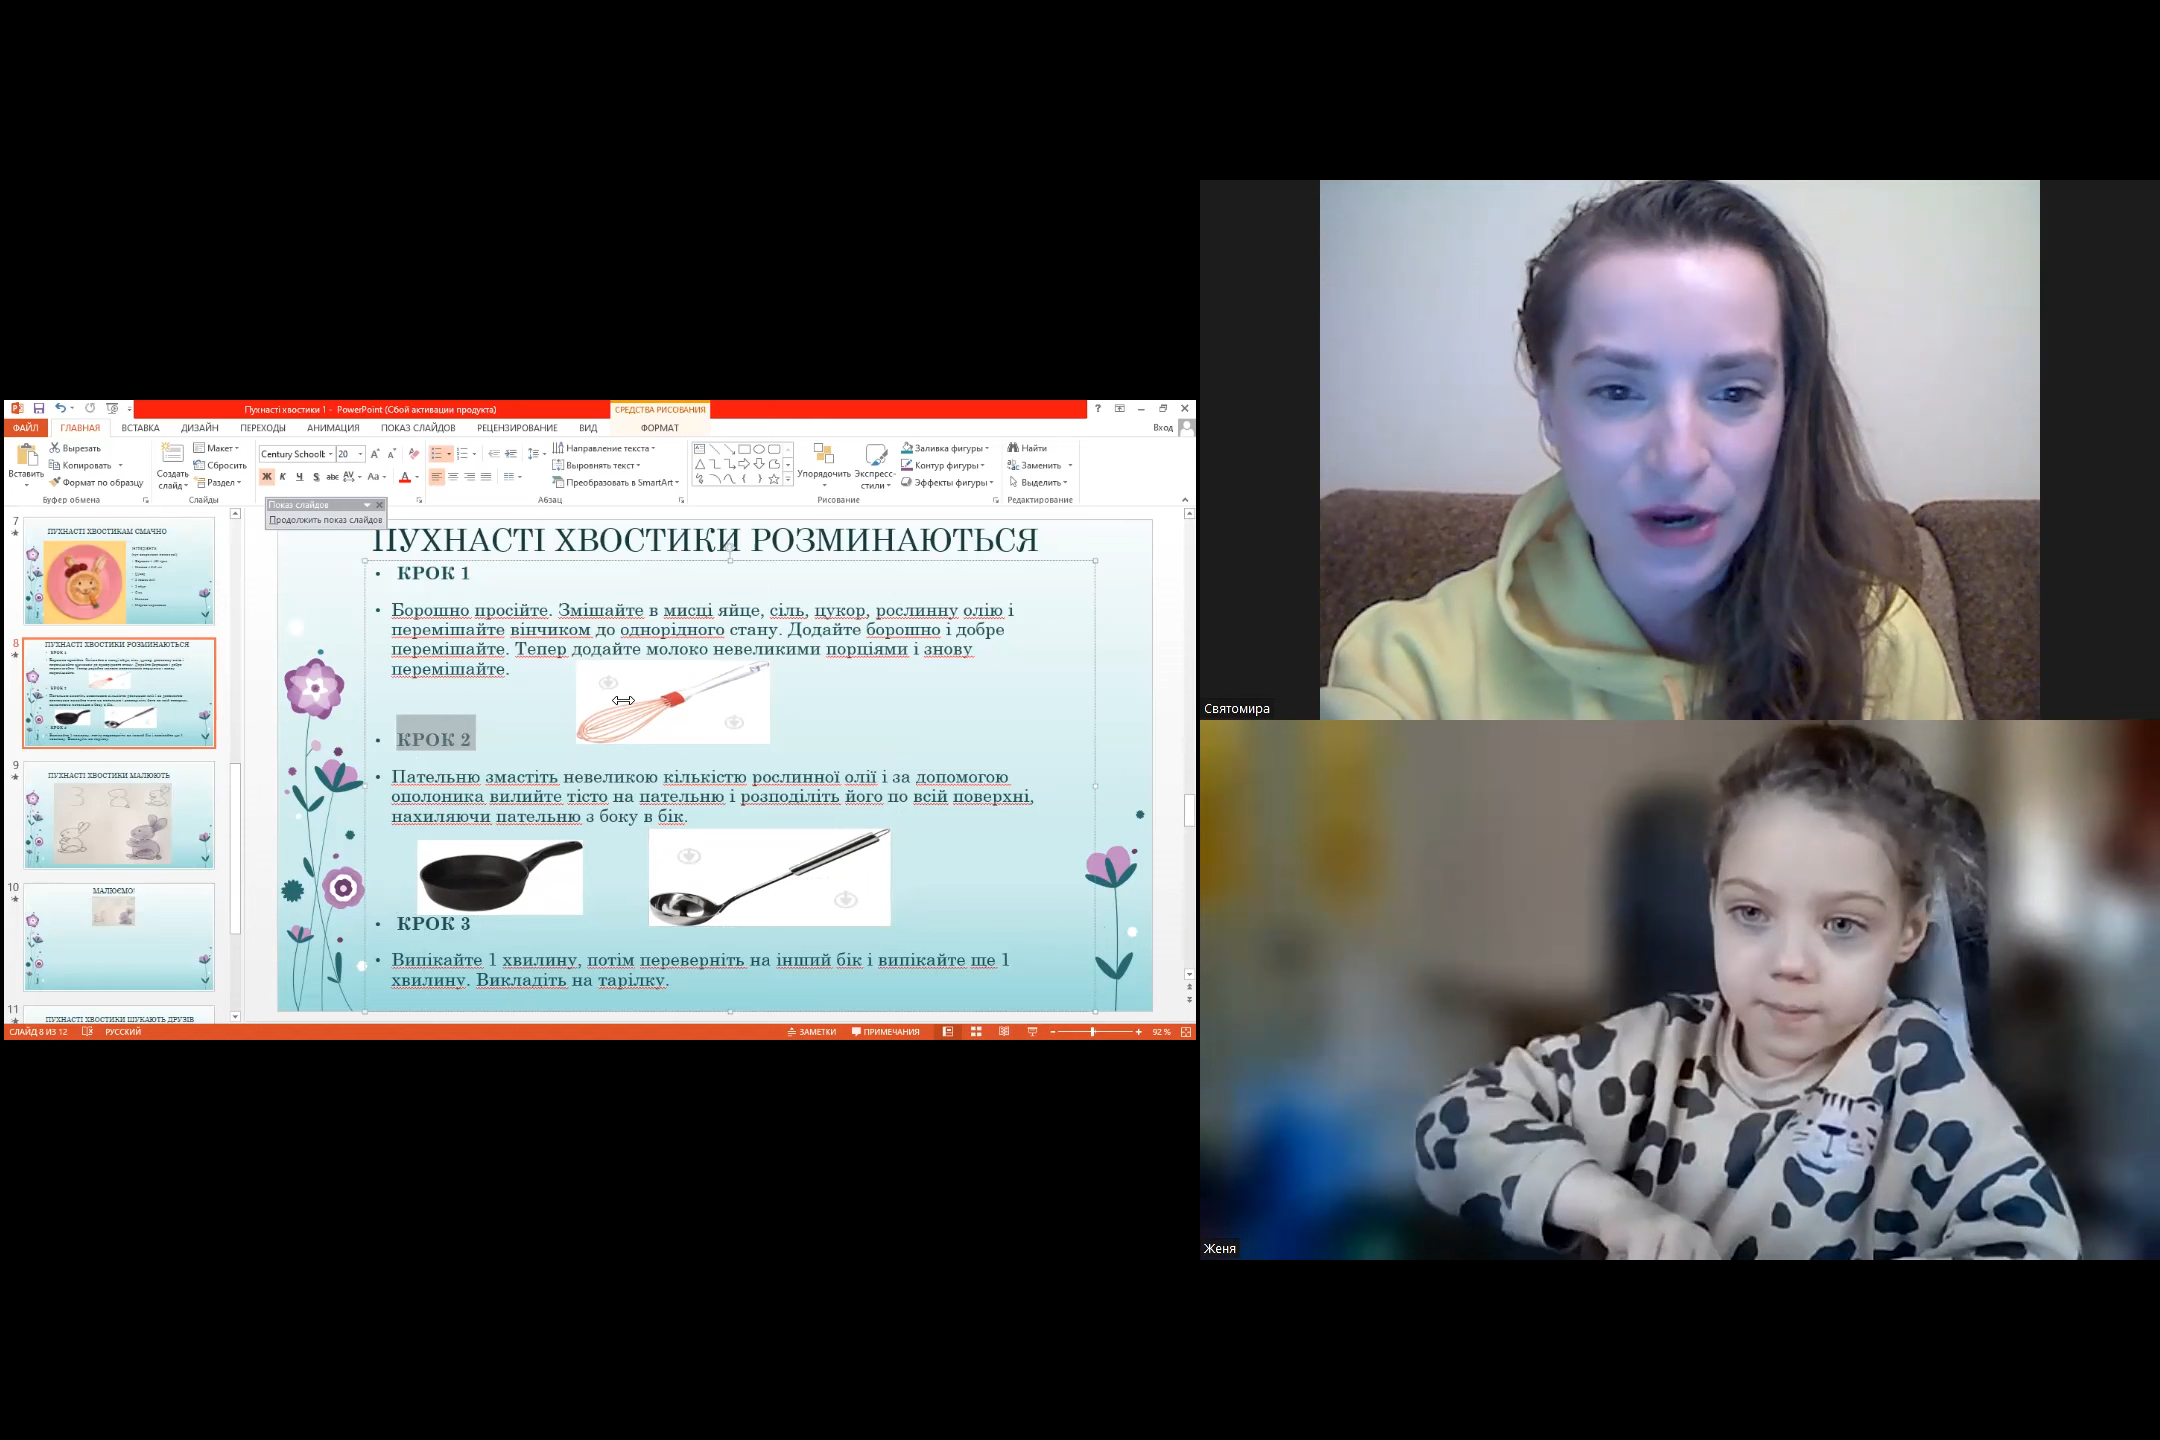 Пухнасті хвостики 1 - PowerPoint (Сбой активации продукта)
СРЕДСТВА РИСОВАНИЯ
ФАЙЛ
ГЛАВНАЯ
ВСТАВКА
ДИЗАЙН
ПЕРЕХОДЫ
АНИМАЦИЯ
ПОКАЗ СЛАЙДОВ
РЕЦЕНЗИРОВАНИЕ
ВИД
ФОРМАТ
Вход
Вставить
Вырезать
Копировать
Формат по образцу
Буфер обмена
Создать слайд
Макет
Сбросить
Раздел
Слайды
Century Schoolb
20
Направление текста
Выровнять текст
Преобразовать в SmartArt
Абзац
Упорядочить
Экспресс-стили
Заливка фигуры
Контур фигуры
Эффекты фигуры
Рисование
Найти
Заменить
Выделить
Редактирование
Показ слайдов
Продолжить показ слайдов
7
ПУХНАСТІ ХВОСТИКАМ СМАЧНО
8
ПУХНАСТІ ХВОСТИКИ РОЗМИНАЮТЬСЯ
9
ПУХНАСТІ ХВОСТИКИ МАЛЮЮТЬ
10
МАЛЮЄМО!
11
ПУХНАСТІ ХВОСТИКИ ШУКАЮТЬ ДРУЗІВ
ПУХНАСТІ ХВОСТИКИ РОЗМИНАЮТЬСЯ
• КРОК 1
• Борошно просійте. Змішайте в мисці яйце, сіль, цукор, рослинну олію і
перемішайте вінчиком до однорідного стану. Додайте борошно і добре
перемішайте. Тепер додайте молоко невеликими порціями і знову
перемішайте.
• КРОК 2
• Пательню змастіть невеликою кількістю рослинної олії і за допомогою
ополоника вилийте тісто на пательню і розподіліть його по всій поверхні,
нахиляючи пательню з боку в бік.
• КРОК 3
• Випікайте 1 хвилину, потім переверніть на інший бік і випікайте ще 1
хвилину. Викладіть на тарілку.
СЛАЙД 8 ИЗ 12
РУССКИЙ
ЗАМЕТКИ
ПРИМЕЧАНИЯ
92 %
Святомира
Женя